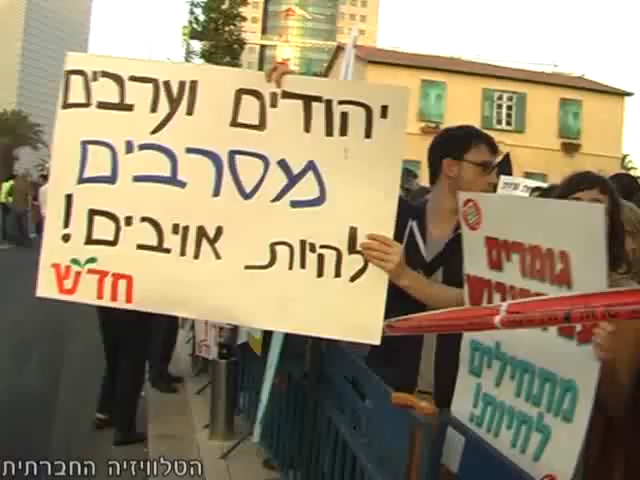 יהודים וערבים
מסרבים
להיות אויבים!
חד"ש
גומרים
מתחילים
לחיות!
הטלוויזיה החברתית